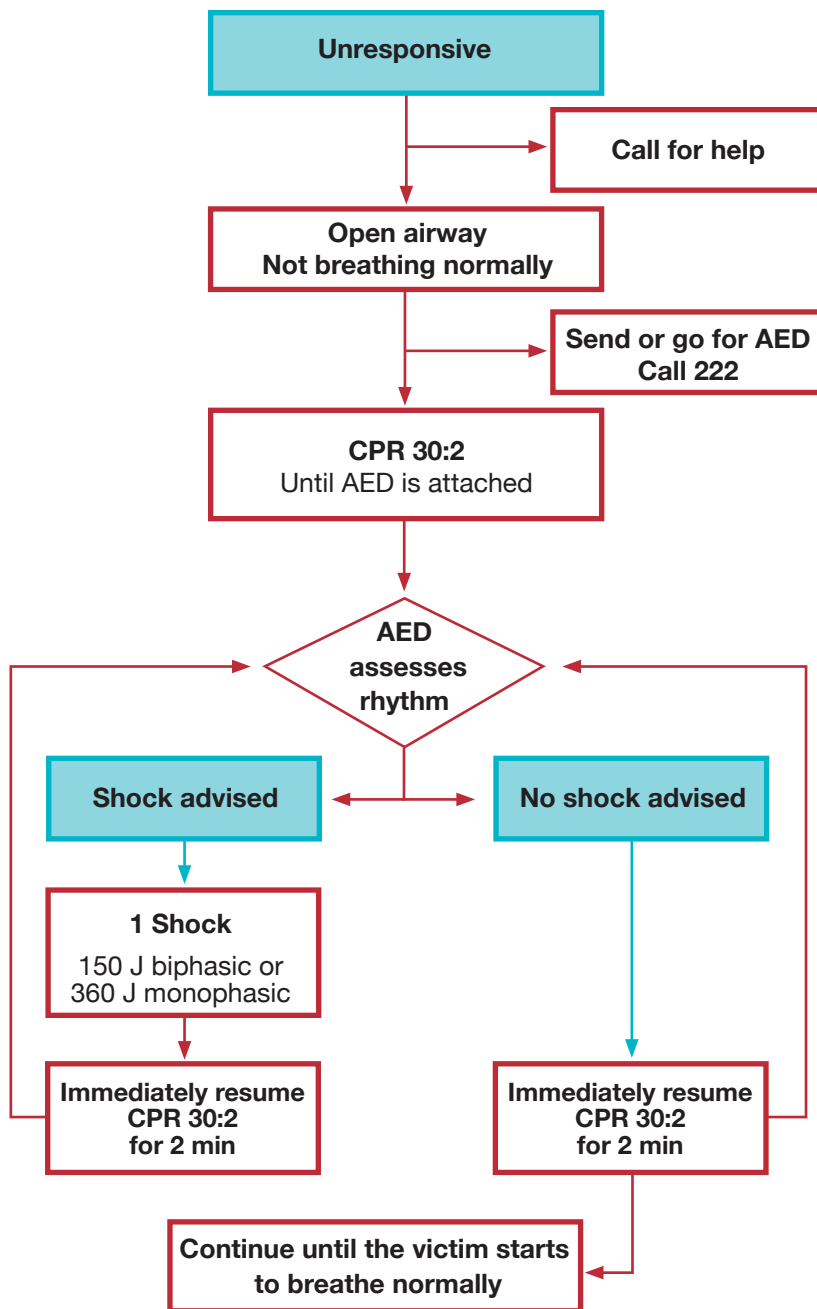 Unresponsive
Call for help
Open airway
Not breathing normally
Send or go for AED
Call 222
CPR 30:2
Until AED is attached
AED
assesses
rhythm
Shock advised
No shock advised
1 Shock
150 J biphasic or
360 J monophasic
Immediately resume
CPR 30:2
for 2 min
Immediately resume
CPR 30:2
for 2 min
Continue until the victim starts
to breathe normally